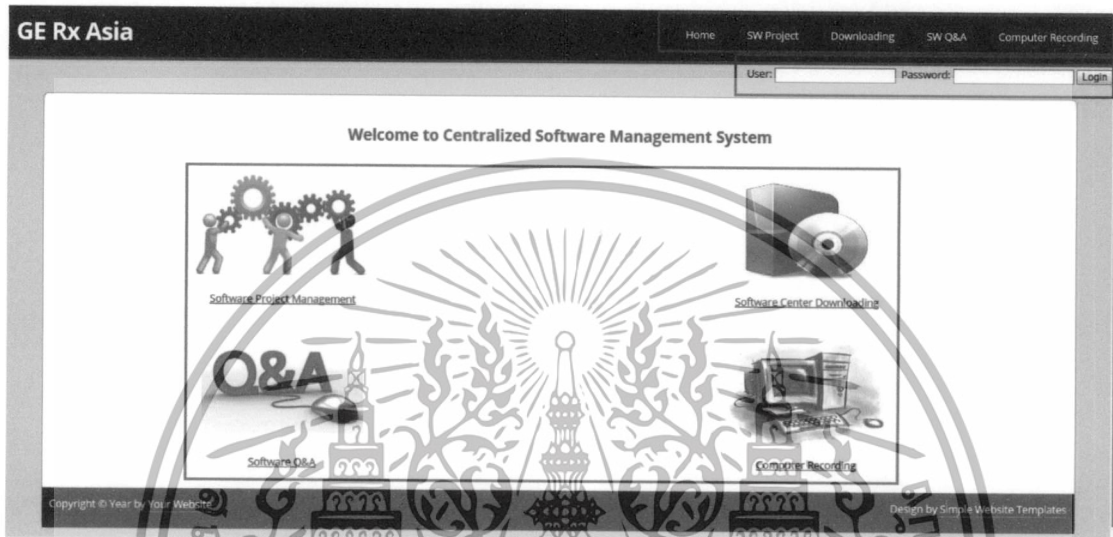 GE Rx Asia
Home SW Project Downloading SW Q&A Computer Recording
User: Password: Login
Welcome to Centralized Software Management System
Software Project Management Software Center Downloading
Q&A
Software Q&A Computer Recording
Copyright © Year by Your Website Design by Simple Website Templates